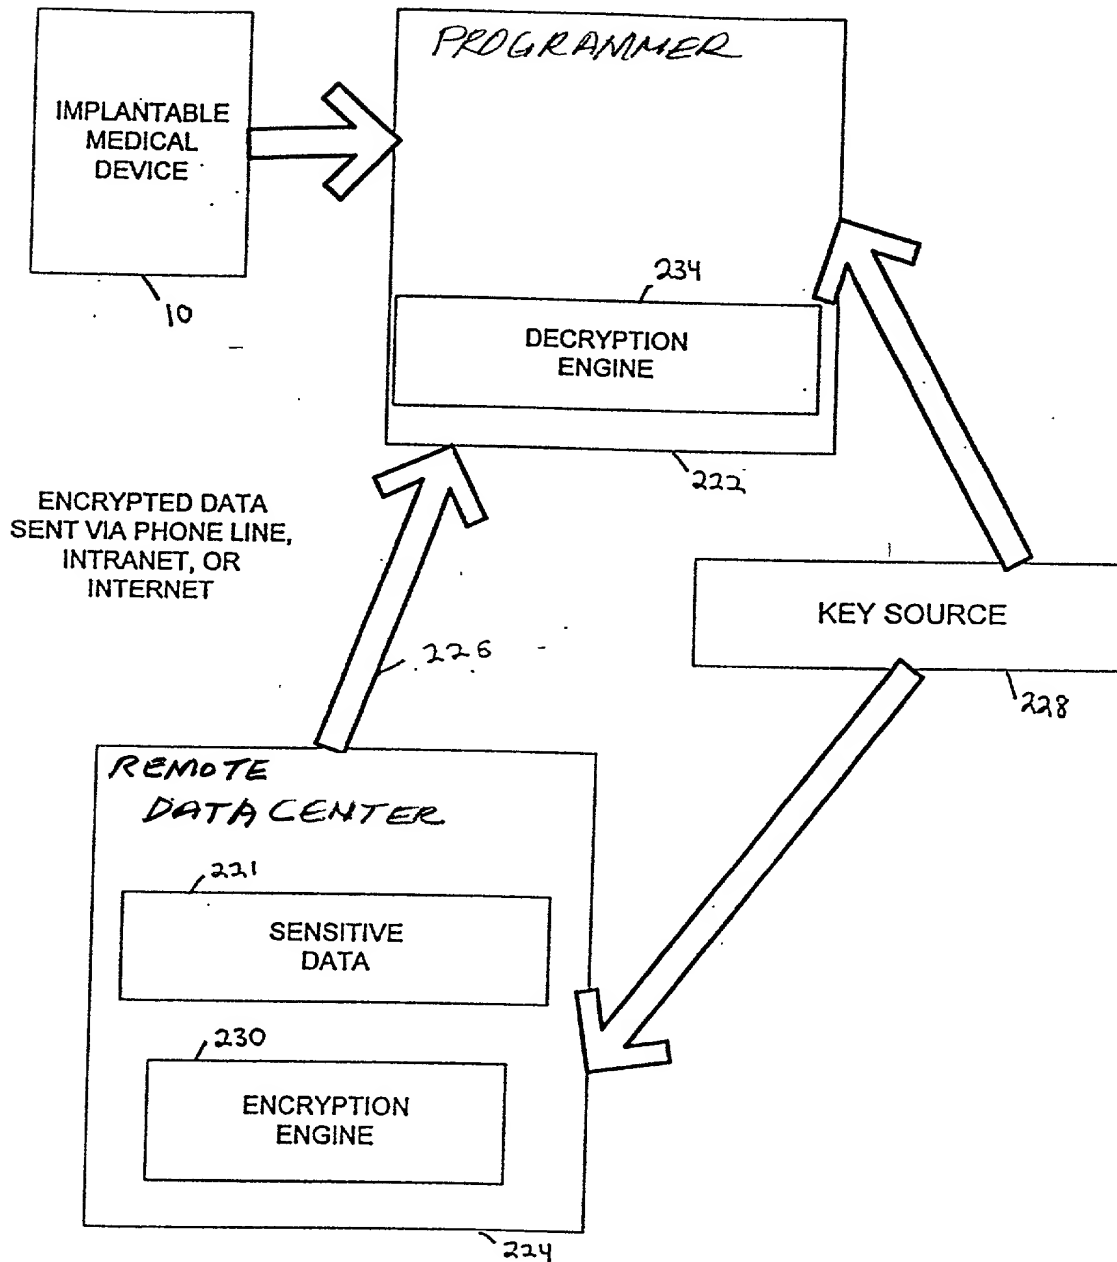 PROGRAMMER
IMPLANTABLE
MEDICAL
DEVICE
10
234
DECRYPTION
ENGINE
222
ENCRYPTED DATA
SENT VIA PHONE LINE,
INTRANET, OR
INTERNET
KEY SOURCE
228
226
REMOTE
DATA CENTER
221
SENSITIVE
DATA
230
ENCRYPTION
ENGINE
224